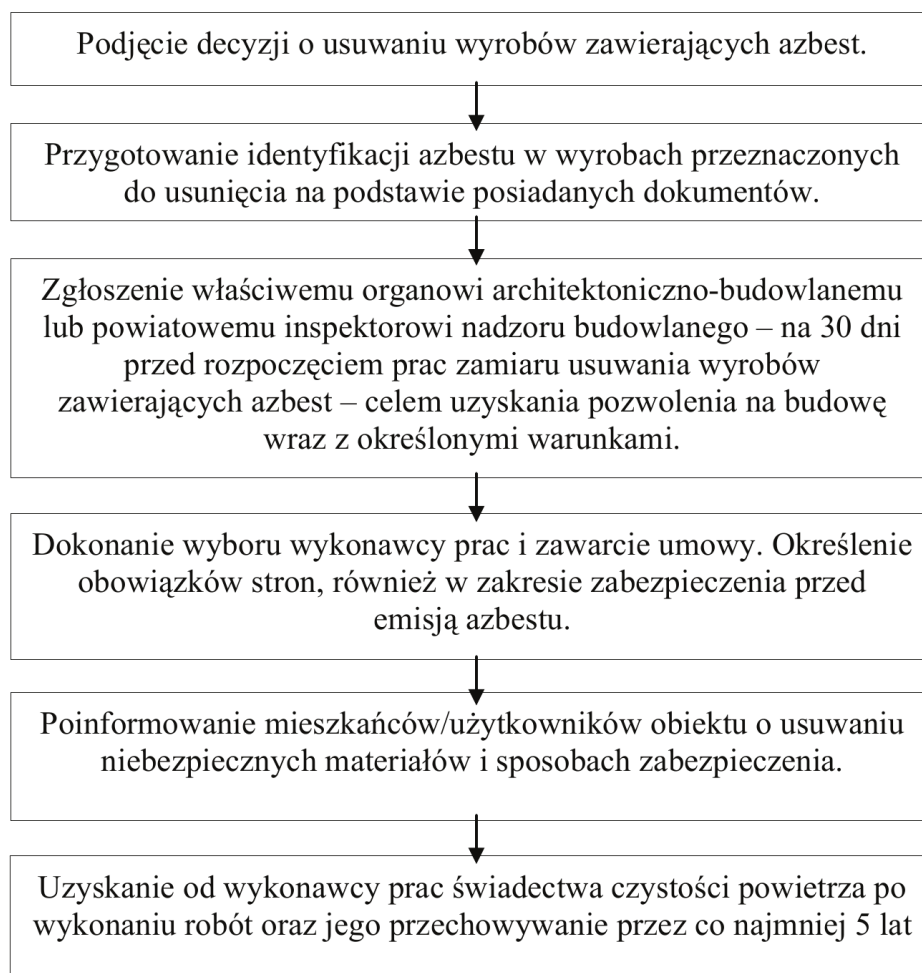 Podjęcie decyzji o usuwaniu wyrobów zawierających azbest.
Przygotowanie identyfikacji azbestu w wyrobach przeznaczonych
do usunięcia na podstawie posiadanych dokumentów.
Zgłoszenie właściwemu organowi architektoniczno-budowlanemu
lub powiatowemu inspektorowi nadzoru budowlanego – na 30 dni
przed rozpoczęciem prac zamiaru usuwania wyrobów
zawierających azbest – celem uzyskania pozwolenia na budowę
wraz z określonymi warunkami.
Dokonanie wyboru wykonawcy prac i zawarcie umowy. Określenie
obowiązków stron, również w zakresie zabezpieczenia przed
emisją azbestu.
Poinformowanie mieszkańców/użytkowników obiektu o usuwaniu
niebezpiecznych materiałów i sposobach zabezpieczenia.
Uzyskanie od wykonawcy prac świadectwa czystości powietrza po
wykonaniu robót oraz jego przechowywanie przez co najmniej 5 lat